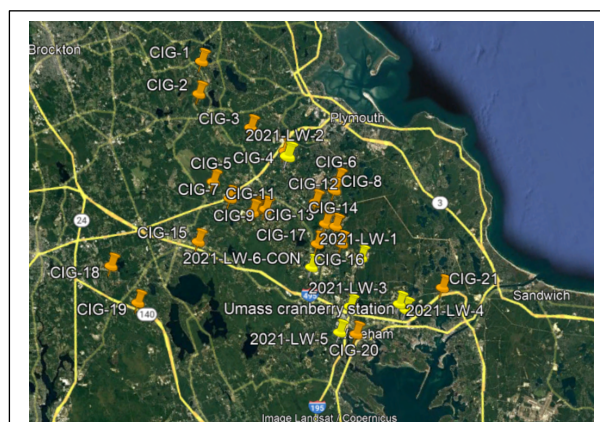 Brockton
CIG-1
CIG-2
CIG-3
Plymouth
2021-LW-2
CIG-4
CIG-5
CIG-6
CIG-7
CIG-11
CIG-12
CIG-8
CIG-9
CIG-13
CIG-14
3
24
CIG-15
CIG-17
2021-LW-1
2021-LW-6-CON
CIG-16
CIG-18
CIG-21
2021-LW-3
495
Sandwich
CIG-19
Umass cranberry station
2021-LW-4
140
2021-LW-5
eham
CIG-20
195
Image Landsat / Copernicus